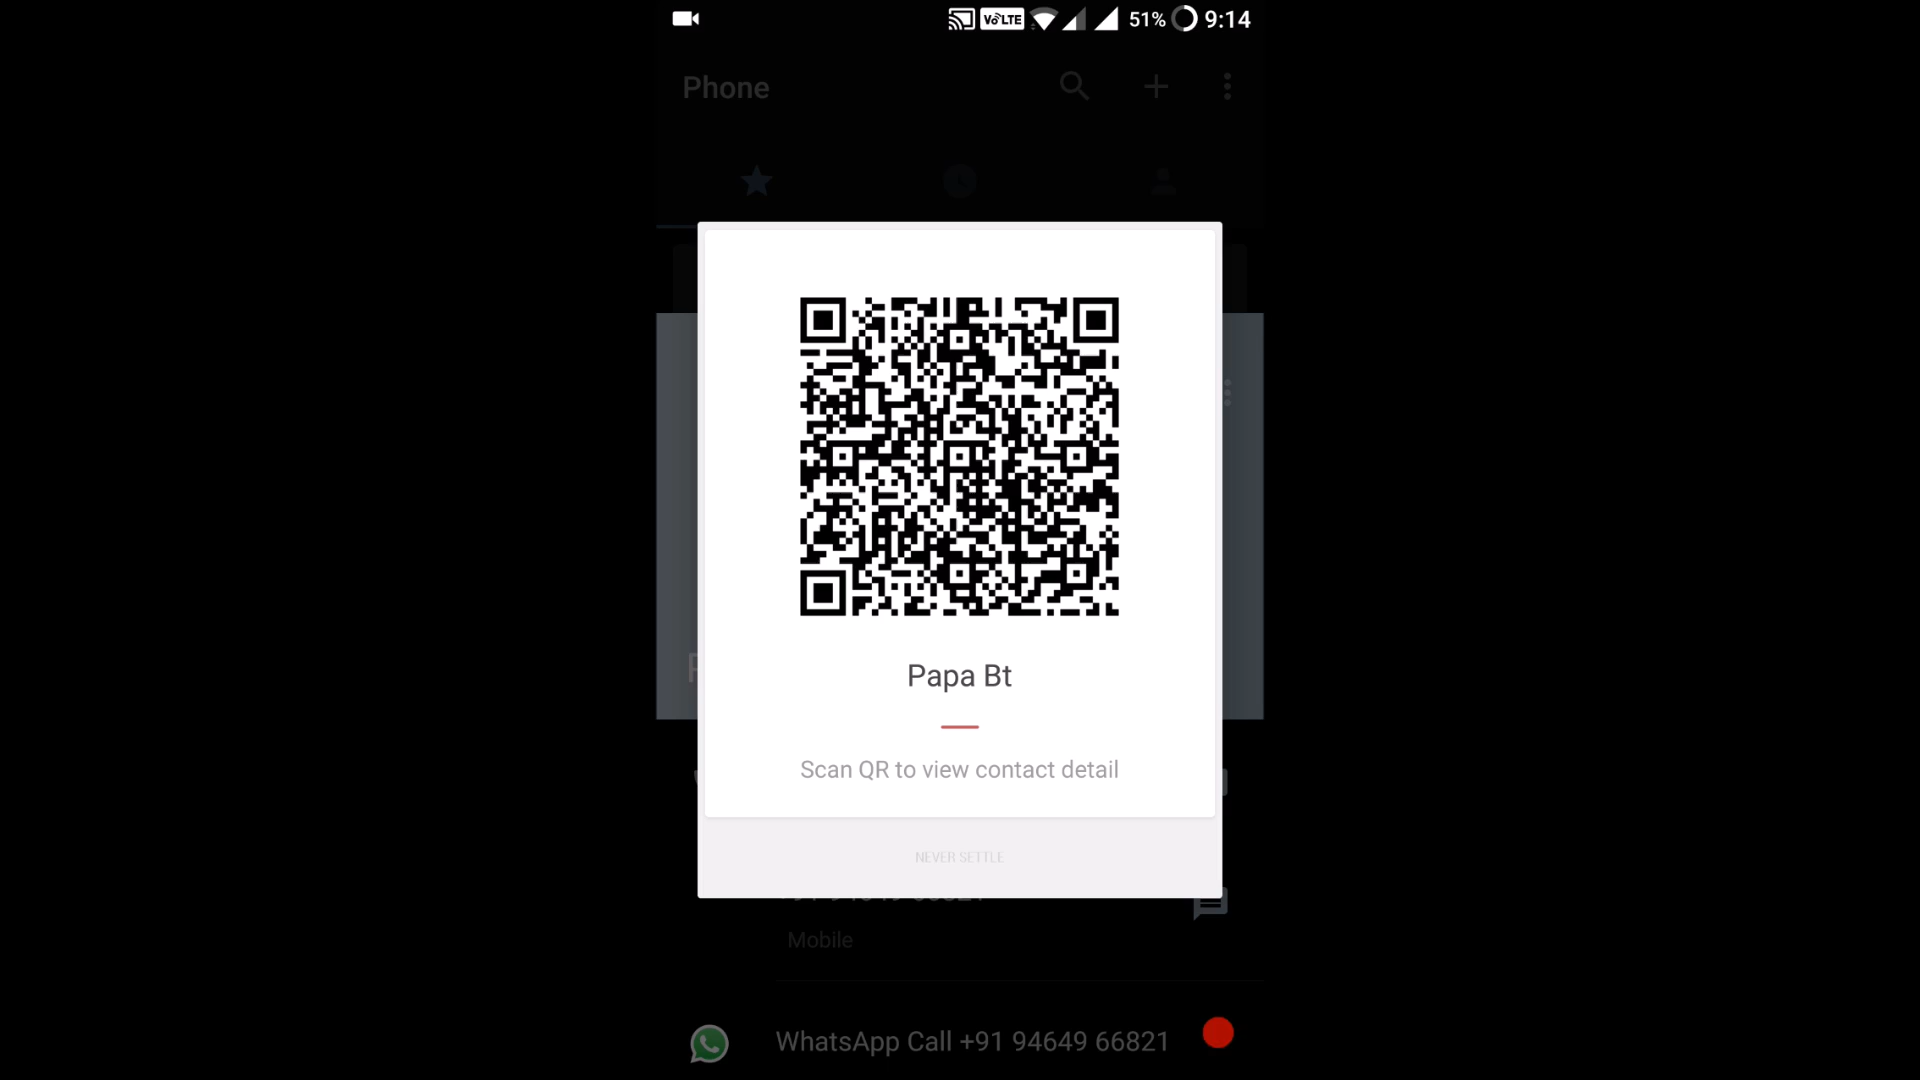 VoLTE 51% 9:14
Phone
Papa Bt
Scan QR to view contact detail
NEVER SETTLE
Mobile
WhatsApp Call +91 94649 66821